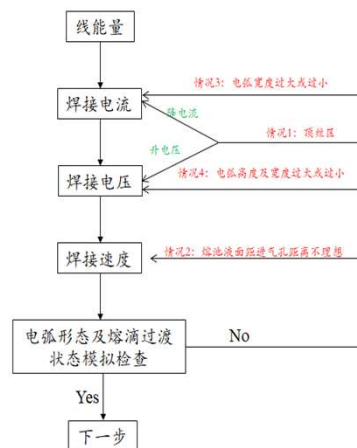 线能量
情况3：电弧宽度过大或过小
焊接电流
降电流
情况1：顶丝区
升电压
焊接电压
情况4：电弧高度及宽度过大或过小
焊接速度
情况2：熔池液面距进气孔距离不理想
电弧形态及熔滴过渡
状态模拟检查
No
Yes
下一步